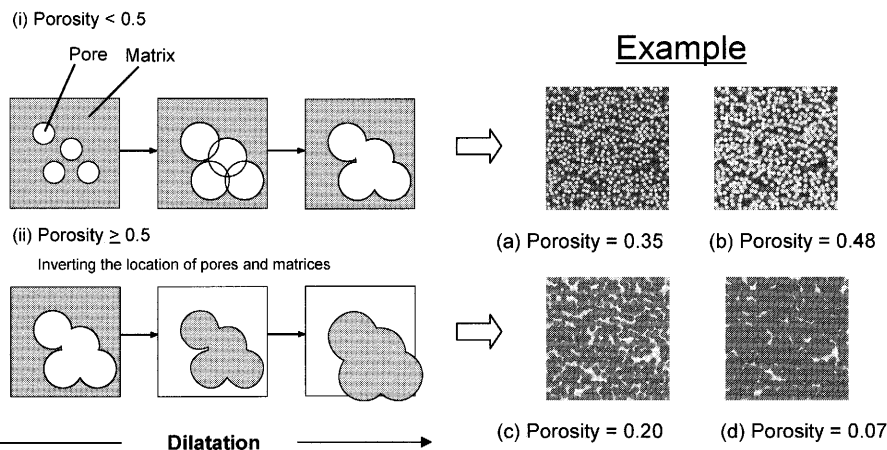 (i) Porosity < 0.5
Pore
Matrix
Example
(a) Porosity = 0.35
(b) Porosity = 0.48
(ii) Porosity ≥ 0.5
Inverting the location of pores and matrices
(c) Porosity = 0.20
(d) Porosity = 0.07
Dilatation